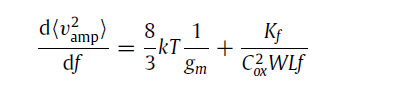 d⟨v²_amp⟩/df = 8/3 kT 1/g_m + K_f/(C²_ox WLf)